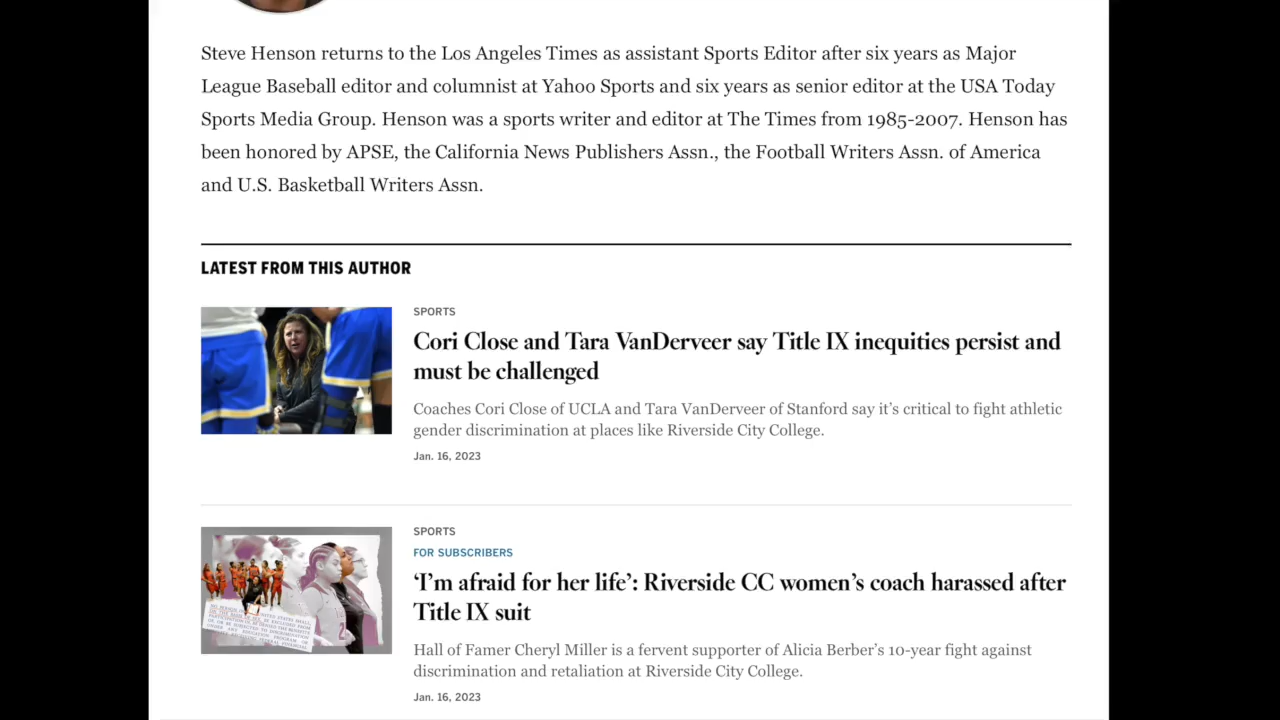 Steve Henson returns to the Los Angeles Times as assistant Sports Editor after six years as Major
League Baseball editor and columnist at Yahoo Sports and six years as senior editor at the USA Today
Sports Media Group. Henson was a sports writer and editor at The Times from 1985-2007. Henson has
been honored by APSE, the California News Publishers Assn., the Football Writers Assn. of America
and U.S. Basketball Writers Assn.
LATEST FROM THIS AUTHOR
SPORTS
Cori Close and Tara VanDerveer say Title IX inequities persist and
must be challenged
Coaches Cori Close of UCLA and Tara VanDerveer of Stanford say it’s critical to fight athletic
gender discrimination at places like Riverside City College.
Jan. 16, 2023
SPORTS
FOR SUBSCRIBERS
‘I’m afraid for her life’: Riverside CC women’s coach harassed after
Title IX suit
Hall of Famer Cheryl Miller is a fervent supporter of Alicia Berber’s 10-year fight against
discrimination and retaliation at Riverside City College.
Jan. 16, 2023